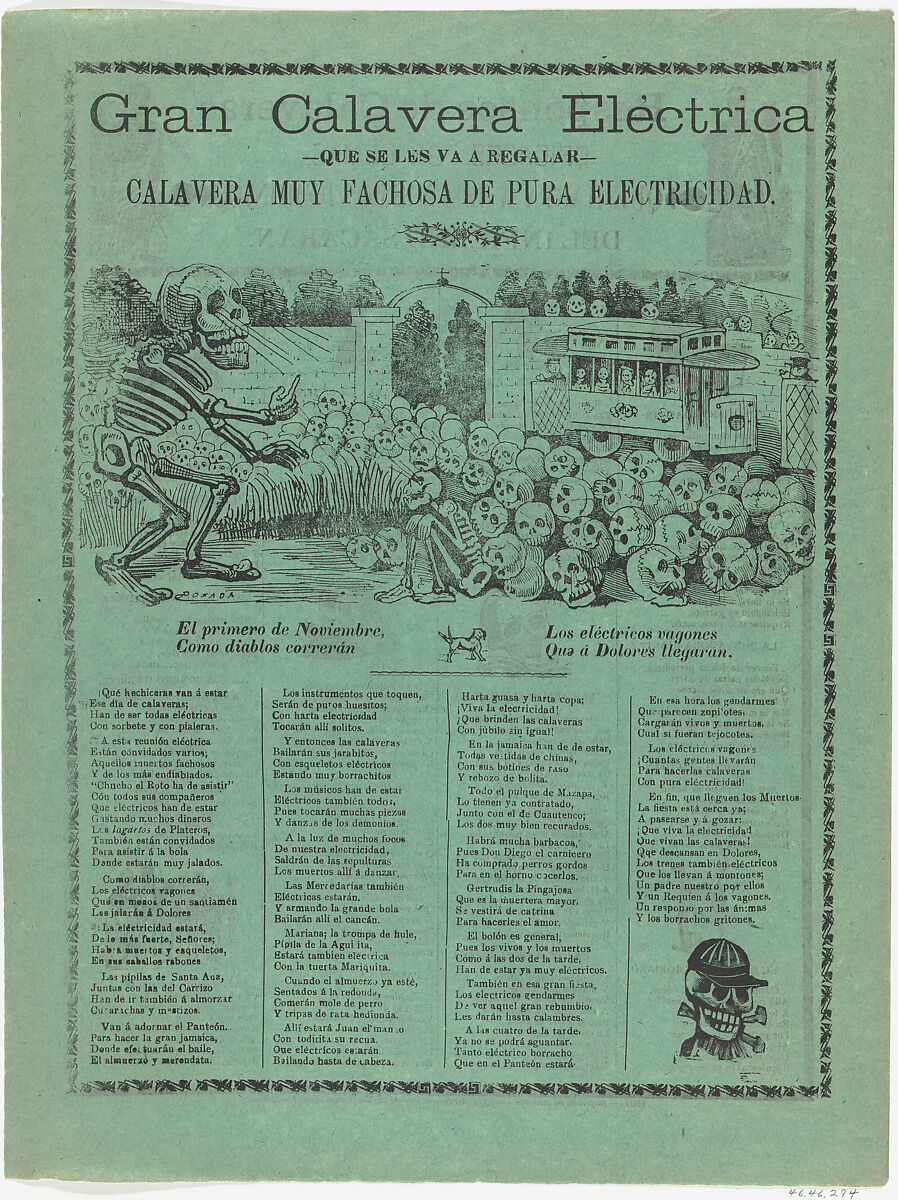 Gran Calavera Eléctrica
—QUE SE LES VA A REGALAR—
CALAVERA MUY FACHOSA DE PURA ELECTRICIDAD.
POSADA
El primero de Noviembre,
Como diablos correrán
Los eléctricos vagones
Que á Dolores llegarán.
¡Qué hechiceras van á estar
Ese día de calaveras;
Han de ser todas eléctricas
Con sorbete y con pialeras.
A esta reunión eléctrica
Están convidados varios;
Aquellos muertos fachosos
Y de los más endiablados.
"Chucho el Roto ha de asistir"
Cón todos sus compañeros
Que eléctricos han de estar
Gastando muchos dineros
Los lagartos de Plateros,
También están convidados
Para asistir á la bola
Donde estarán muy jalados.
Como diablos correrán,
Los eléctricos vagones
Que en menos de un santiamén
Les jalarán á Dolores
La electricidad estará,
De lo más fuerte, Señores;
Habrá muertos y esqueletos,
En sus caballos rabones
Las pípilas de Santa Ana,
Juntas con las del Carrizo
Han de ir también á almorzar
Cucarachas y mestizos.
Van á adornar el Panteón.
Para hacer la gran jamaica,
Donde efectuarán el baile,
El almuerzo y merendata.
Los instrumentos que toquen,
Serán de puros huesitos;
Con harta electricidad
Tocarán allí solitos.
Y entonces las calaveras
Bailarán sus jarabitos,
Con esqueletos eléctricos
Estando muy borrachitos
Los músicos han de estar
Eléctricos también todos,
Pues tocarán muchas piezas
Y danzas de los demonios.
A la luz de muchos focos
De nuestra electricidad,
Saldrán de las sepulturas
Los muertos allí á danzar.
Las Mercedarias también
Eléctricas estarán.
Y armando la grande bola
Bailarán allí el cancán.
Mariana; la trompa de hule,
Pípila de la Agui ita,
Estará tambien eléctrica
Con la tuerta Mariquita.
Cuando el almuerzo ya esté,
Sentados á la redonda,
Comerán mole de perro
Y tripas de rata hedionda.
Allí estará Juan el man o
Con todicita su recua.
Que eléctricos estarán
Bailando hasta de cabeza.
Harta guasa y harta copa;
¡Viva la electricidad!
¡Que brinden las calaveras
Con júbilo sin igual!!
En la jamaica han de de estar,
Todas vestidas de chinas,
Con sus botines de raso
Y rebozo de bolita.
Todo el pulque de Mazapa,
Lo tienen ya contratado,
Junto con el de Cuautenco;
Los dos muy bien recurados.
Habrá mucha barbacoa,
Pues Don Diego el carnicero
Ha comprado perros gordos
Para en el horno cocerlos.
Gertrudis la Pingajosa
Que es la muertera mayor,
Se vestirá de catrina
Para hacerles el amor.
El bolón es general,
Pues los vivos y los muertos
Como á las dos de la tarde,
Han de estar ya muy eléctricos.
También en esa gran fiesta,
Los electricos gendarmes
De ver aquel gran rebumbio,
Les darán hasta calambres.
A las cuatro de la tarde,
Ya no se podrá aguantar.
Tanto eléctrico borracho
Que en el Panteón estará.
En esa hora los gendarmes
Que parecen zopilotes,
Cargarán vivos y muertos,
Cual si fueran tejocotes.
Los eléctricos vagones
¡Cuantas gentes llevarán
Para hacerlas calaveras
Con pura electricidad!
En fin, que lleguen los Muertos
La fiesta está cerca ya;
A pasearse y á gozar:
¡Que viva la electricidad
Que vivan las calaveras!
Qqe descansan en Dolores,
Los trenes también eléctricos
Que los llevan á montones;
Un padre nuestro por ellos
Y un Requien á los vagones.
Un responso por las ánimas
Y los borrachos gritones.
46.46.294